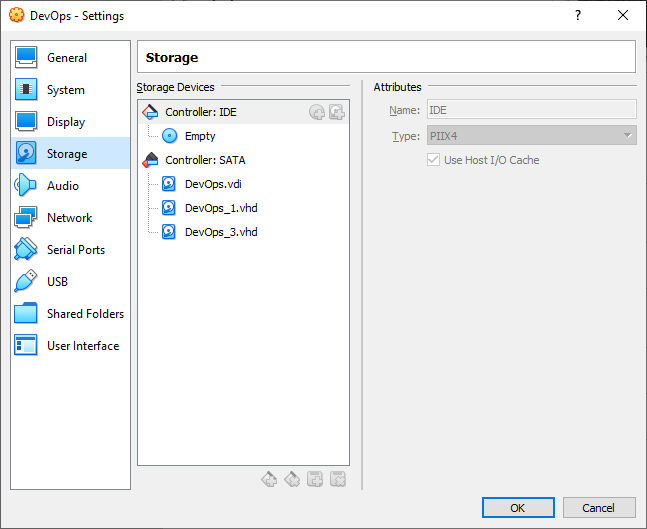 DevOps - Settings
General
System
Display
Storage
Audio
Network
Serial Ports
USB
Shared Folders
User Interface
Storage
Storage Devices
Controller: IDE
Empty
Controller: SATA
DevOps.vdi
DevOps_1.vhd
DevOps_3.vhd
Attributes
Name: IDE
Type: PIIX4
Use Host I/O Cache
OK Cancel